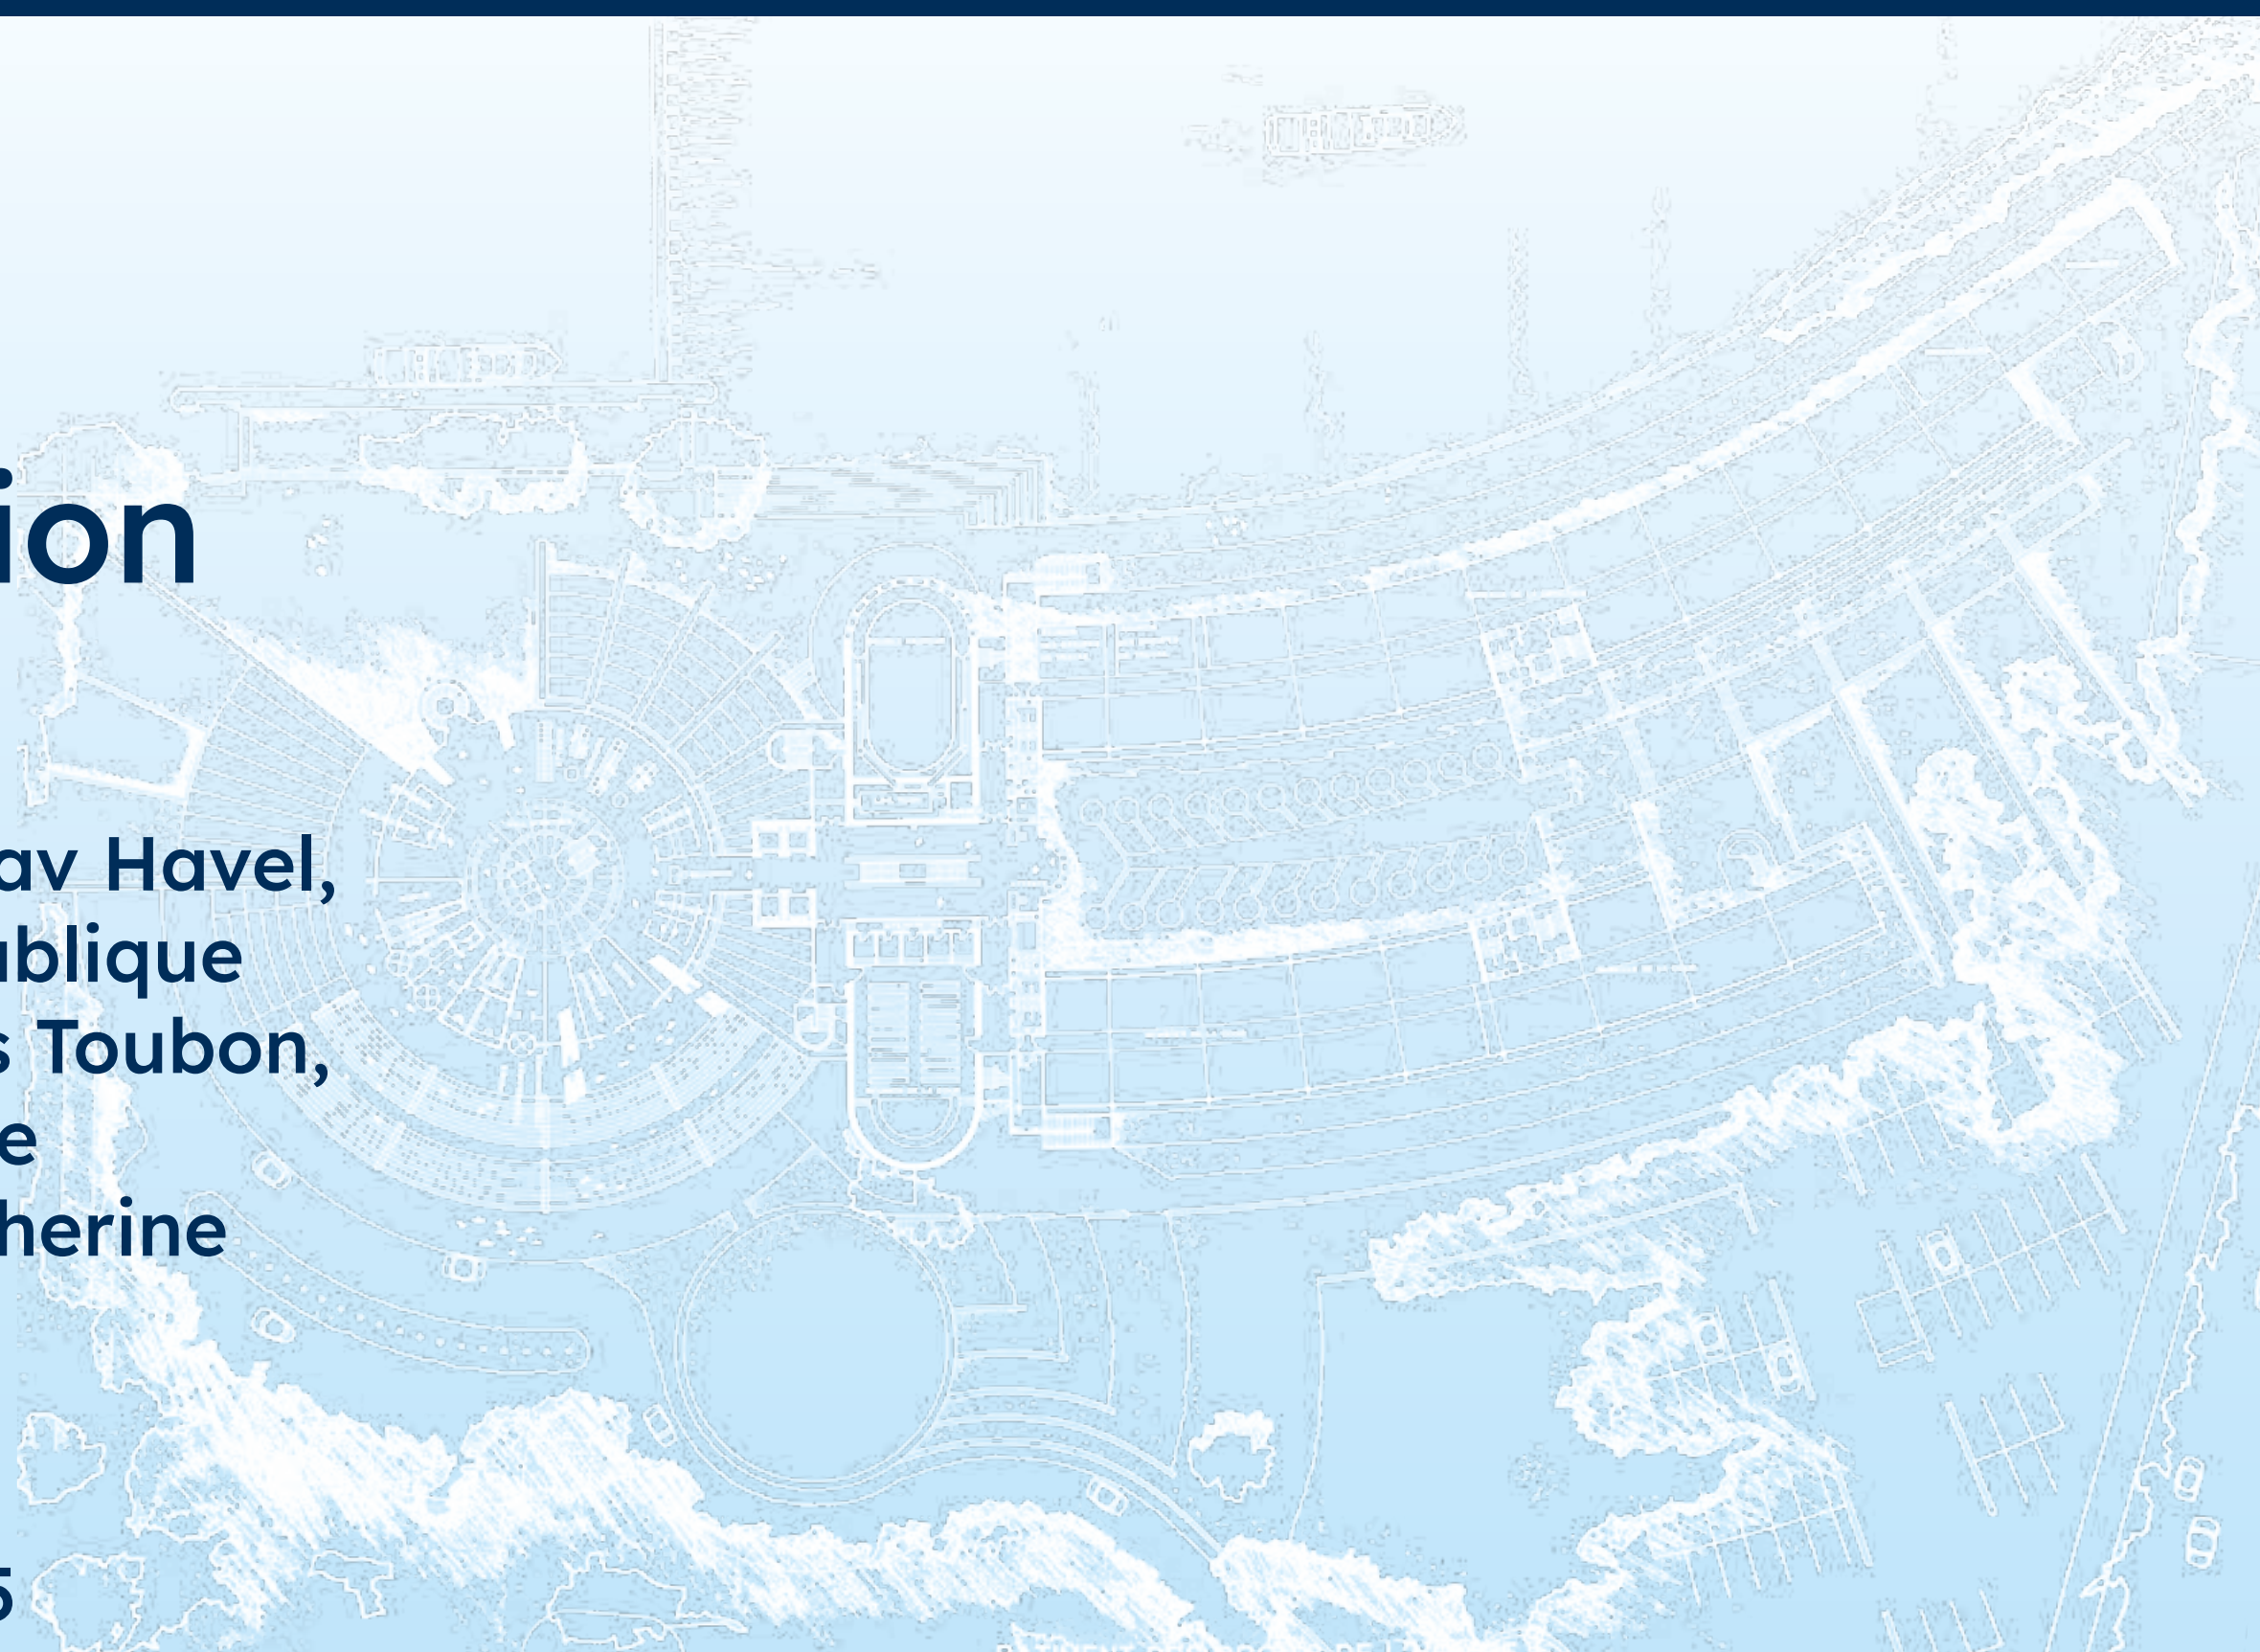 ion
av Havel,
ublique
s Toubon,
e
herine
5